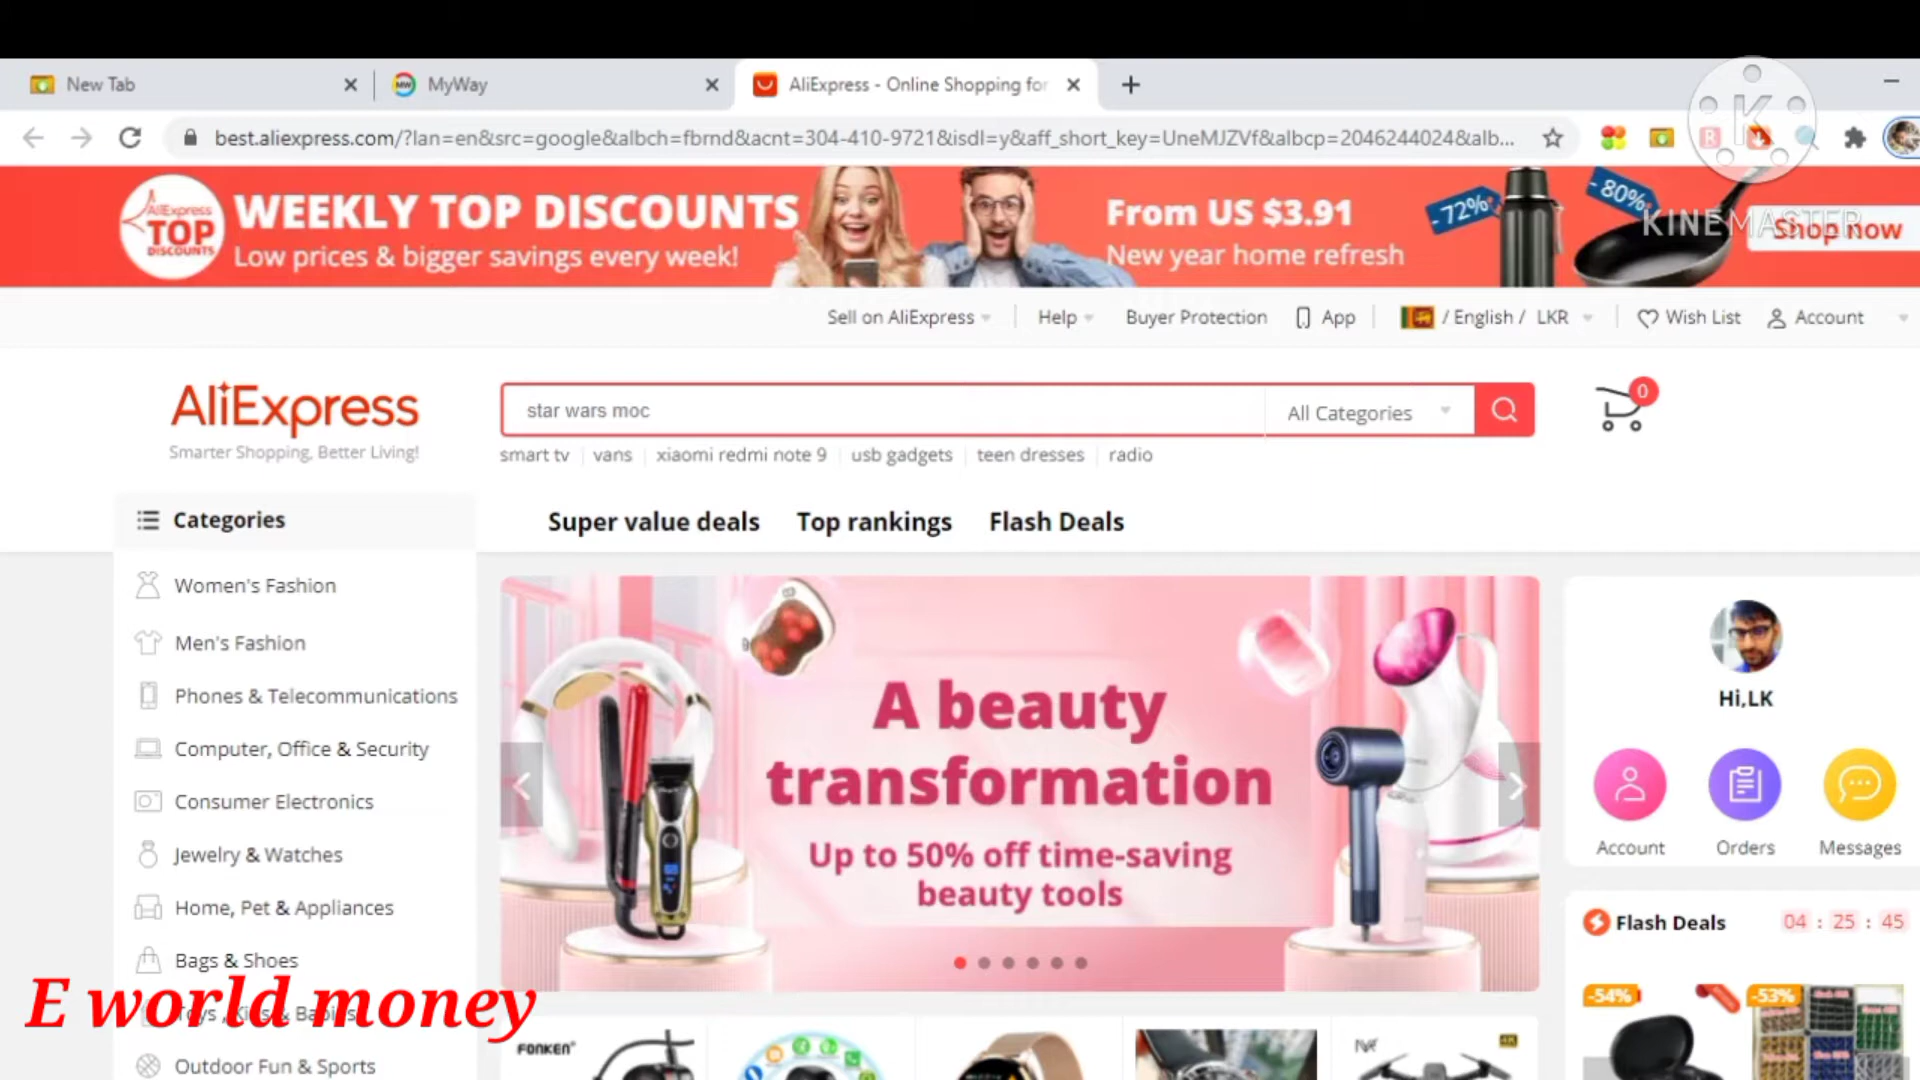 New Tab
MyWay
AliExpress - Online Shopping for
best.aliexpress.com/?lan=en&src=google&albch=fbrnd&acnt=304-410-9721&isdl=y&aff_short_key=UneMJZVf&albcp=2046244024&alb...
AliExpress
TOP
DISCOUNTS
WEEKLY TOP DISCOUNTS
Low prices & bigger savings every week!
From US $3.91
New year home refresh
-72%
-80%
Shop now
KINEMASTER
Sell on AliExpress
Help
Buyer Protection
App
/ English / LKR
Wish List
Account
AliExpress
Smarter Shopping, Better Living!
star wars moc
All Categories
0
smart tv
vans
xiaomi redmi note 9
usb gadgets
teen dresses
radio
Categories
Super value deals
Top rankings
Flash Deals
Women's Fashion
Men's Fashion
Phones & Telecommunications
Computer, Office & Security
Consumer Electronics
Jewelry & Watches
Home, Pet & Appliances
Bags & Shoes
Toys , Kids & Babies
Outdoor Fun & Sports
E world money
A beauty
transformation
Up to 50% off time-saving
beauty tools
Hi,LK
Account
Orders
Messages
Flash Deals
04 : 25 : 45
-54%
-53%
FONKEN
4K